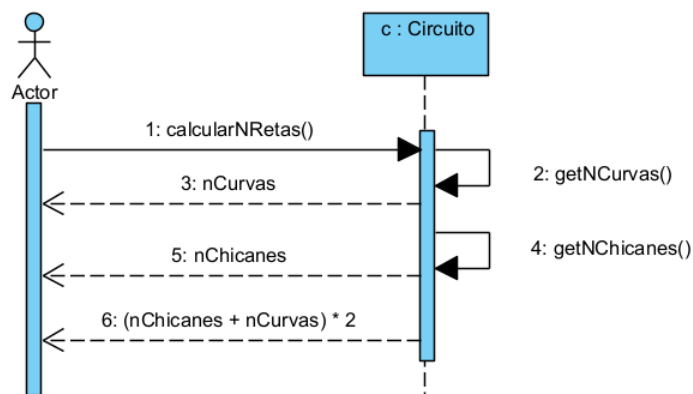 c : Circuito
Actor
1: calcularNRetas()
2: getNCurvas()
3: nCurvas
4: getNChicanes()
5: nChicanes
6: (nChicanes + nCurvas) * 2